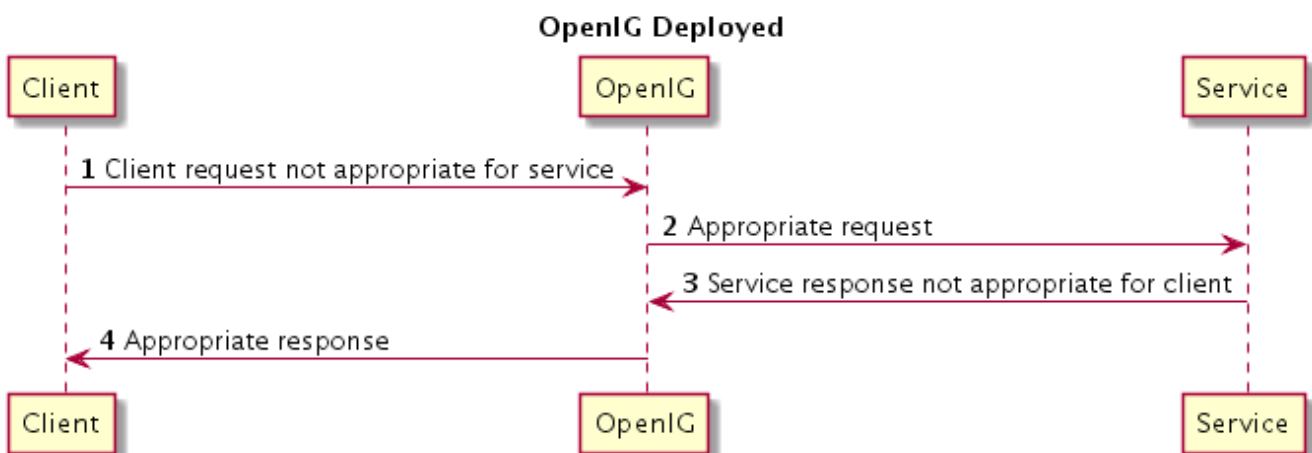 OpenIG Deployed
Client OpenIG Service
1 Client request not appropriate for service
2 Appropriate request
3 Service response not appropriate for client
4 Appropriate response
Client OpenIG Service